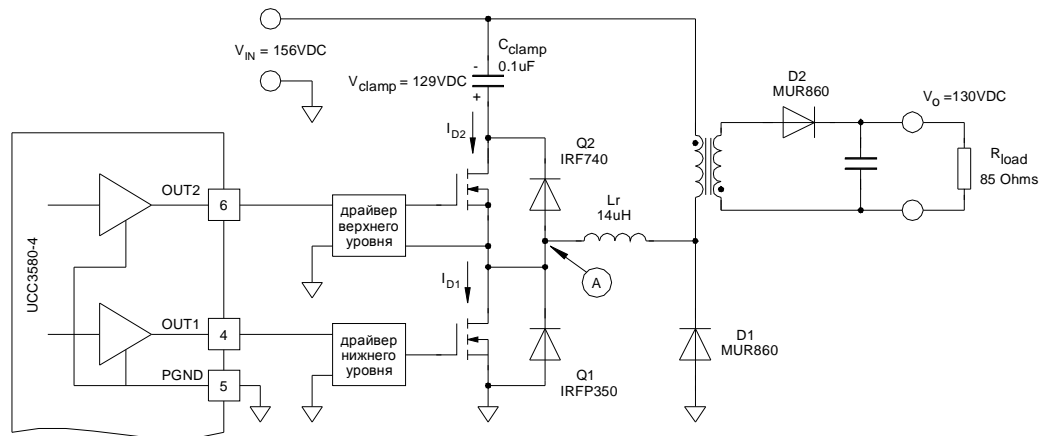 V_IN = 156VDC
C_clamp
0.1uF
-
V_clamp = 129VDC
+
I_D2
Q2
IRF740
D2
MUR860
V_o =130VDC
R_load
85 Ohms
UCC3580-4
OUT2
6
драйвер
верхнего
уровня
Lr
14uH
A
I_D1
OUT1
4
драйвер
нижнего
уровня
PGND
5
Q1
IRFP350
D1
MUR860